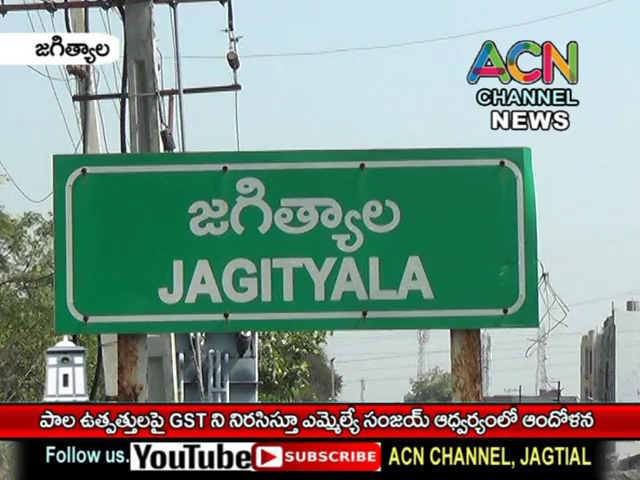 జగిత్యాల
ACN
CHANNEL
NEWS
జగిత్యాల
JAGITYALA
పాల ఉత్పత్తులపై GST ని నిరసిస్తూ ఎమ్మెల్యే సంజయ్ ఆధ్వర్యంలో ఆందోళన
Follow us. YouTube SUBSCRIBE ACN CHANNEL, JAGTIAL